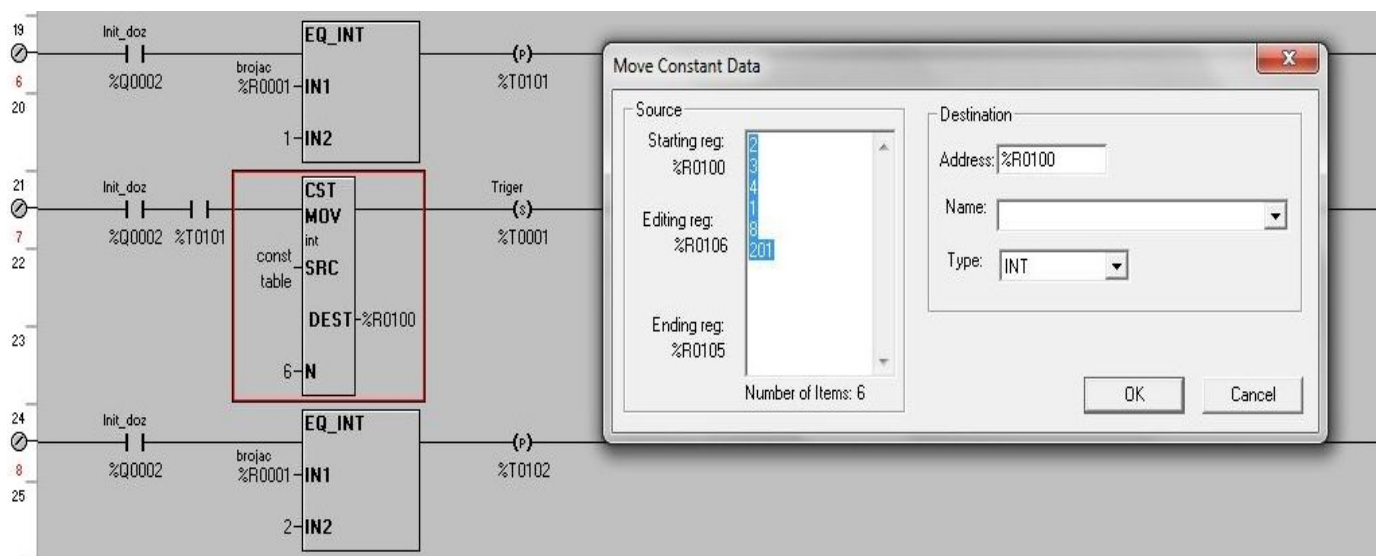 19
Init_doz
EQ_INT
(P)
6
%Q0002
brojac
%R0001
IN1
%T0101
20
1
IN2
21
Init_doz
CST
MOV
Triger
(S)
7
%Q0002 %T0101
int
%T0001
22
const
table
SRC
DEST
%R0100
23
6
N
24
Init_doz
EQ_INT
(P)
8
%Q0002
brojac
%R0001
IN1
%T0102
25
2
IN2
Move Constant Data
X
Source
Starting reg:
%R0100
Editing reg:
%R0106
Ending reg:
%R0105
2
3
4
1
8
201
Number of Items: 6
Destination
Address: %R0100
Name:
Type: INT
OK
Cancel